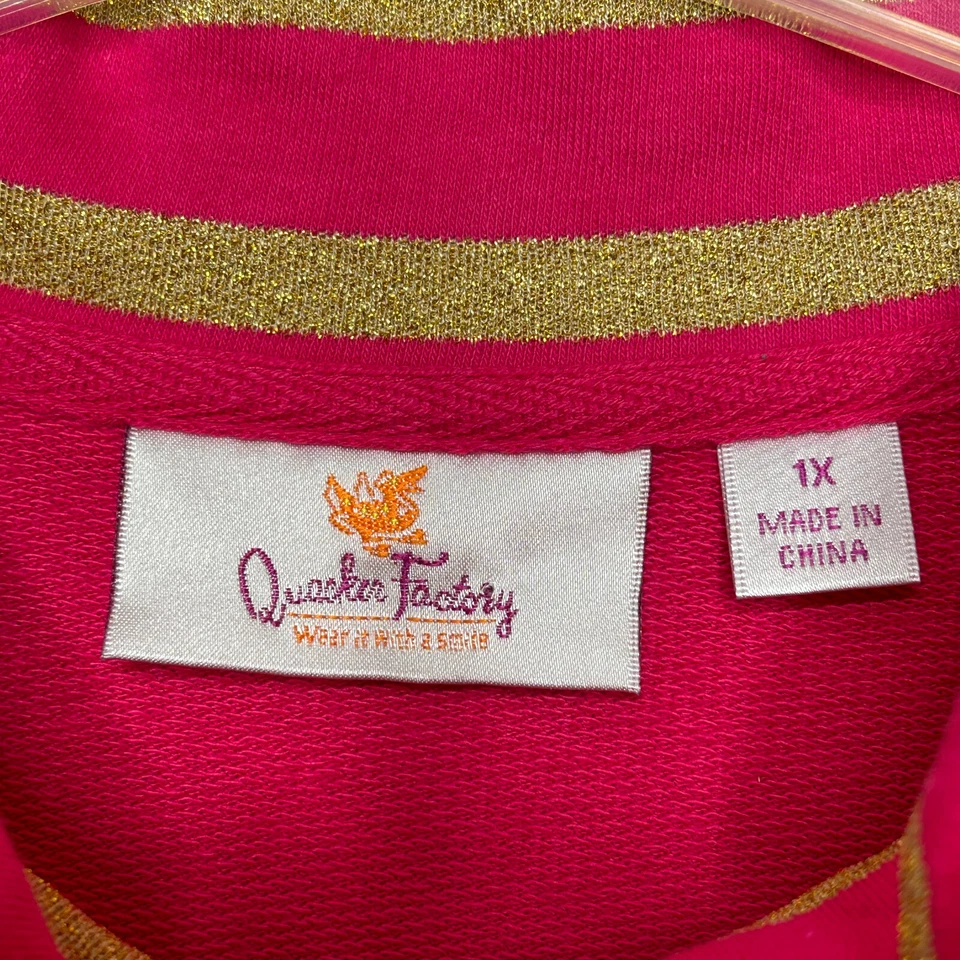 Quacker Factory
Wear it with a smile
1X
MADE IN
CHINA